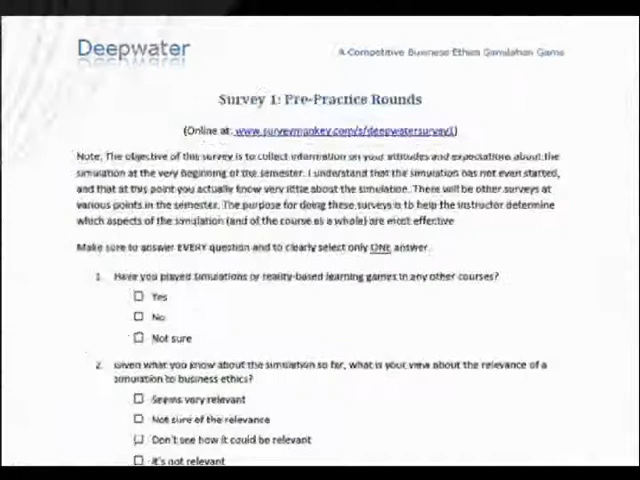 Deepwater
A Competitive Business Ethics Simulation Game
Survey 1: Pre-Practice Rounds
(Online at: www.surveymonkey.com/s/deepwatersurvey1)
Note: The objective of this survey is to collect information on your attitudes and expectations about the
simulation at the very beginning of the semester. I understand that the simulation has not even started,
and that at this point you actually know very little about the simulation. There will be other surveys at
various points in the semester. The purpose for doing these surveys is to help the instructor determine
which aspects of the simulation (and of the course as a whole) are most effective
Make sure to answer EVERY question and to clearly select only ONE answer.
1. Have you played simulations or reality-based learning games in any other courses?
Yes
No
Not sure
2. Given what you know about the simulation so far, what is your view about the relevance of a
simulation to business ethics?
Seems very relevant
Not sure of the relevance
Don't see how it could be relevant
It's not relevant